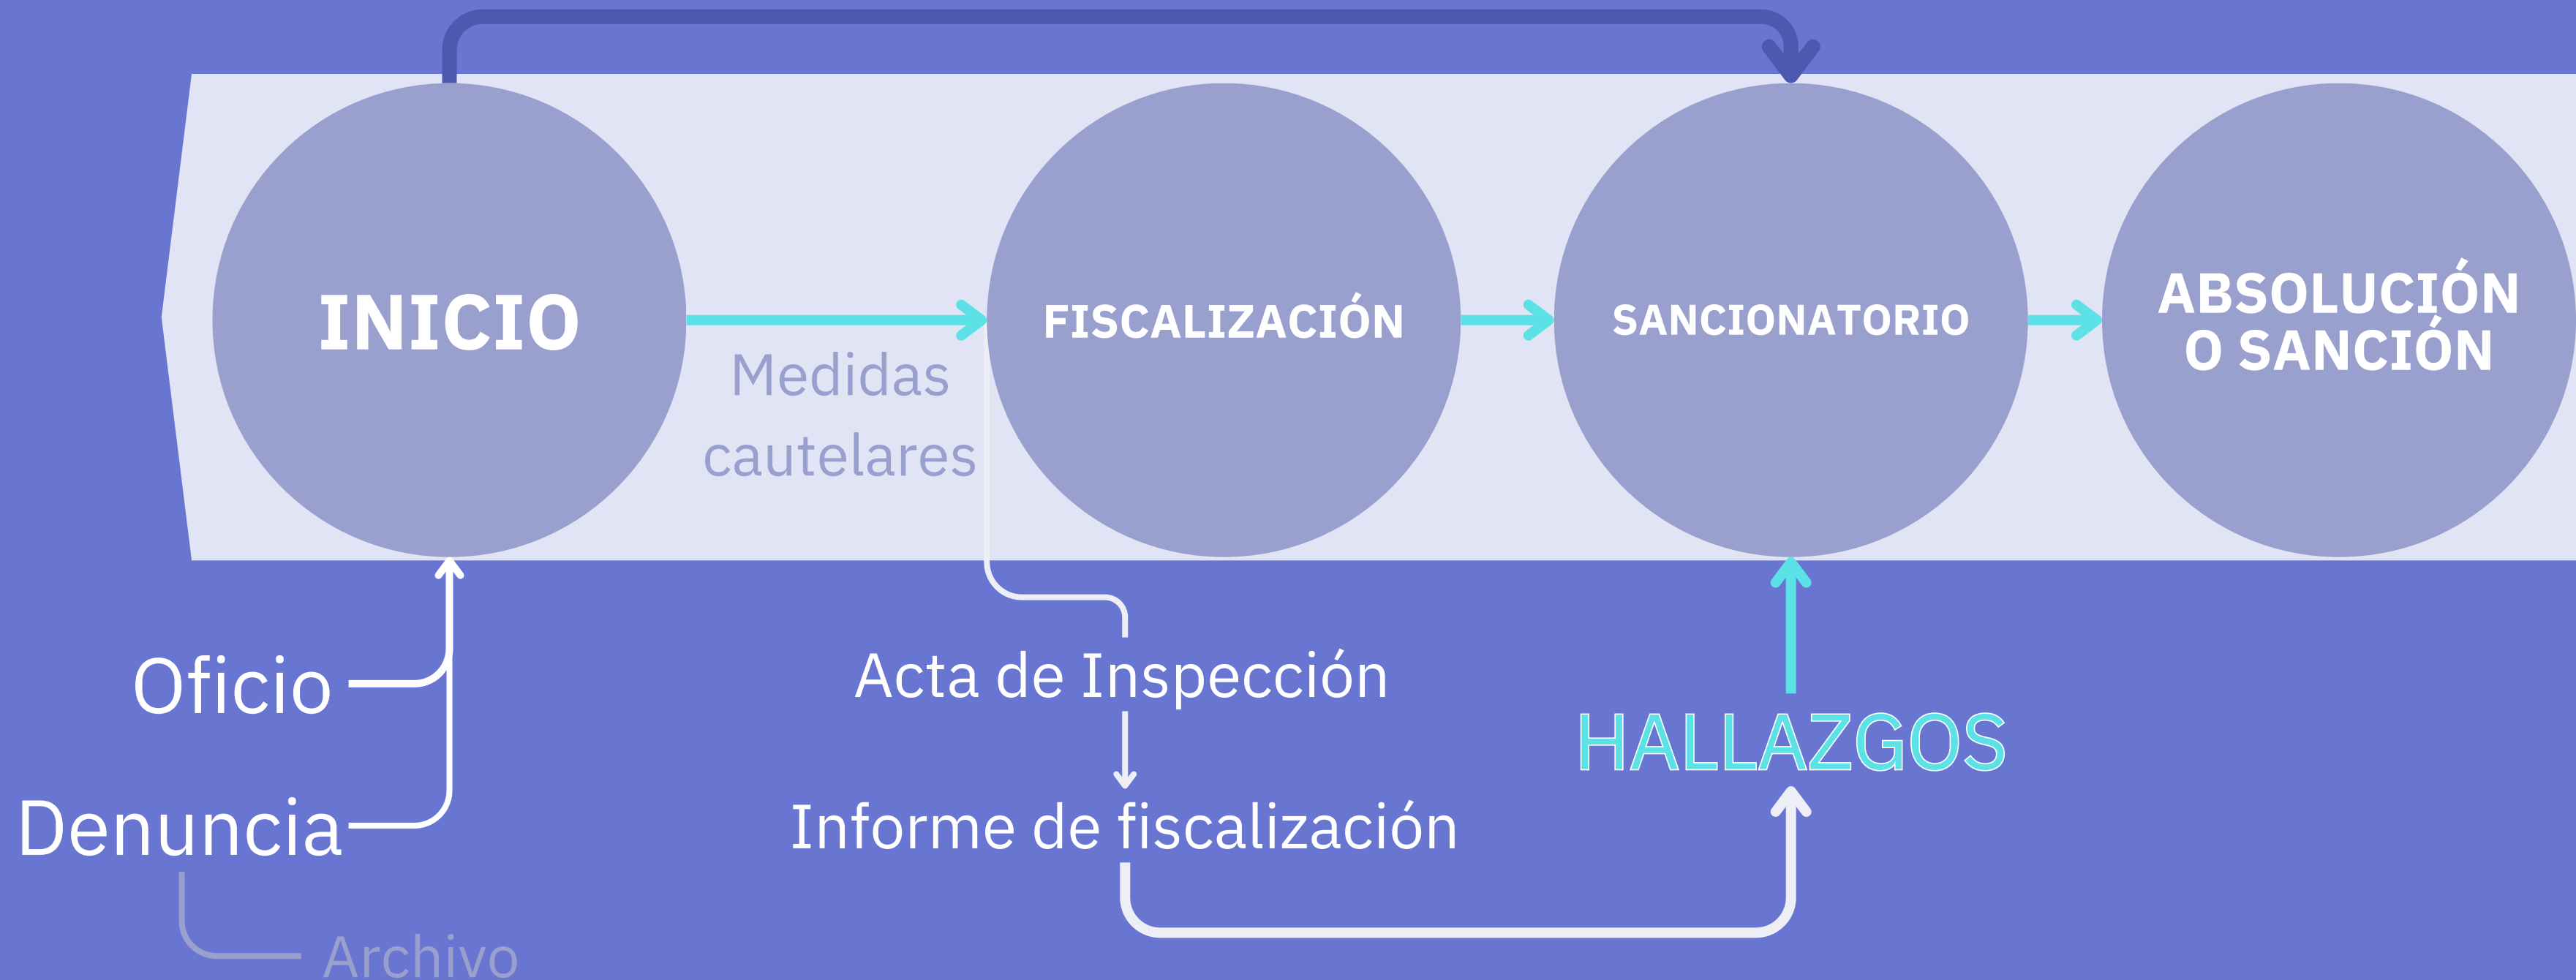 INICIO
Medidas
cautelares
FISCALIZACIÓN
SANCIONATORIO
ABSOLUCIÓN
O SANCIÓN
Oficio
Denuncia
Archivo
Acta de Inspección
Informe de fiscalización
HALLAZGOS